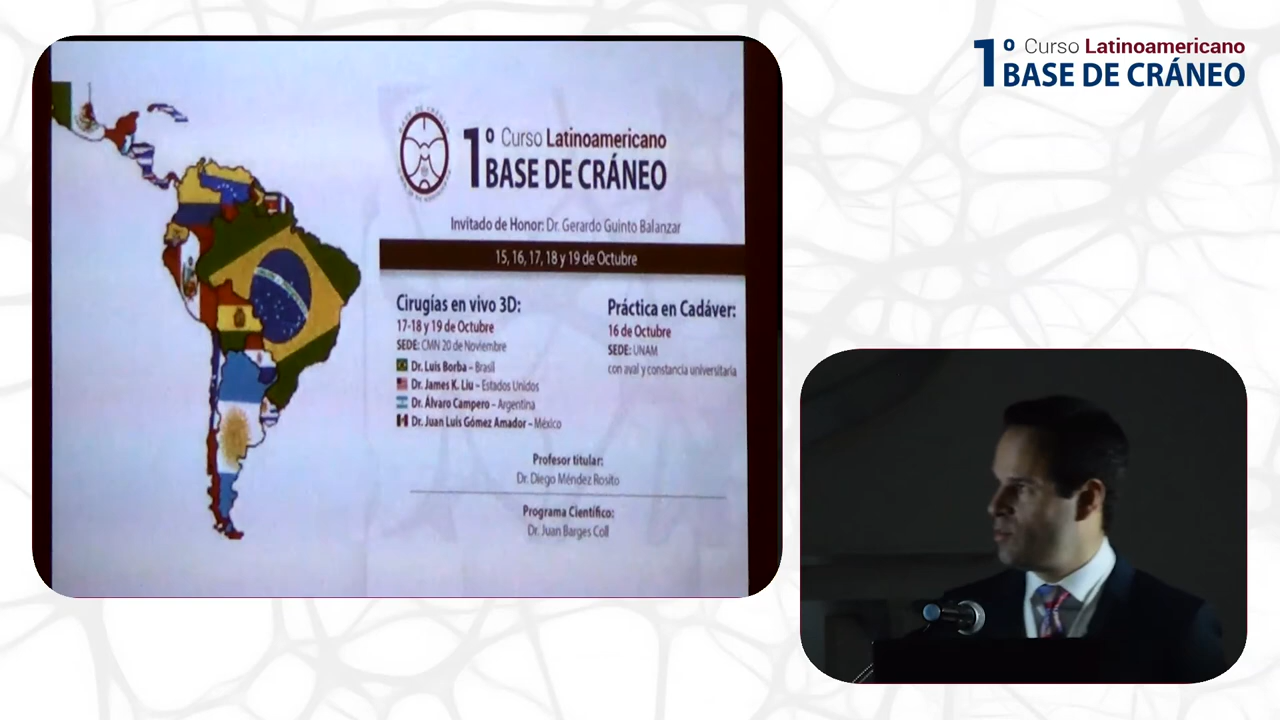 1º Curso Latinoamericano
BASE DE CRÁNEO
1º Curso Latinoamericano
BASE DE CRÁNEO
Invitado de Honor: Dr. Gerardo Guinto Balanzar
15, 16, 17, 18 y 19 de Octubre
Cirugías en vivo 3D:
17-18 y 19 de Octubre
SEDE: CMN 20 de Noviembre
Dr. Luis Borba – Brasil
Dr. James K. Liu – Estados Unidos
Dr. Álvaro Campero – Argentina
Dr. Juan Luis Gómez Amador – México
Práctica en Cadáver:
16 de Octubre
SEDE: UNAM
con aval y constancia universitaria
Profesor titular:
Dr. Diego Méndez Rosito
Programa Científico:
Dr. Juan Barges Coll